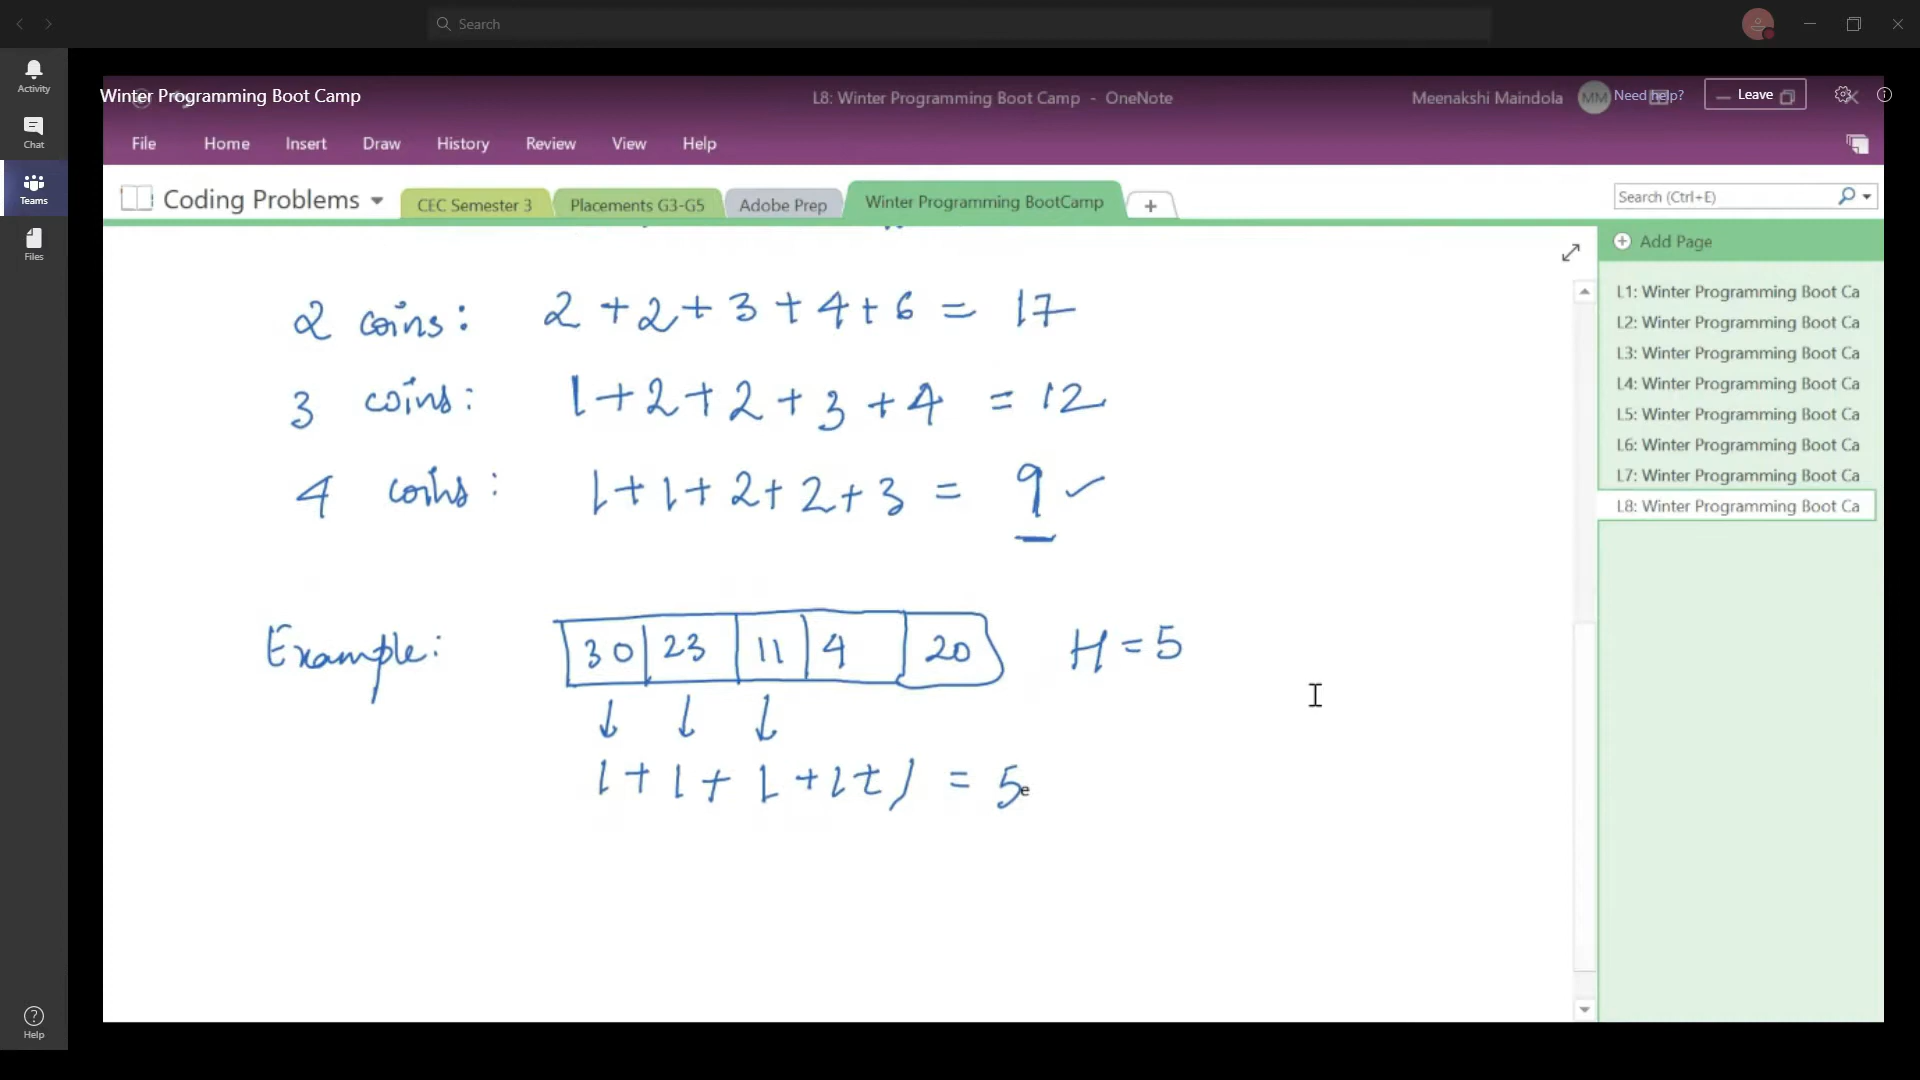 Search
Activity
Chat
Teams
Files
Help
Winter Programming Boot Camp
L8: Winter Programming Boot Camp - OneNote
Meenakshi Maindola
MM
Need help?
Leave
File Home Insert Draw History Review View Help
Coding Problems
CEC Semester 3
Placements G3-G5
Adobe Prep
Winter Programming BootCamp
Search (Ctrl+E)
Add Page
L1: Winter Programming Boot Ca
L2: Winter Programming Boot Ca
L3: Winter Programming Boot Ca
L4: Winter Programming Boot Ca
L5: Winter Programming Boot Ca
L6: Winter Programming Boot Ca
L7: Winter Programming Boot Ca
L8: Winter Programming Boot Ca
2 coins: 2 + 2 + 3 + 4 + 6 = 17
3 coins: 1 + 2 + 2 + 3 + 4 = 12
4 coins: 1 + 1 + 2 + 2 + 3 = 9 ✓
Example: 30 23 11 4 20 H = 5
↓ ↓ ↓
1 + 1 + 1 + 1 + 1 = 5